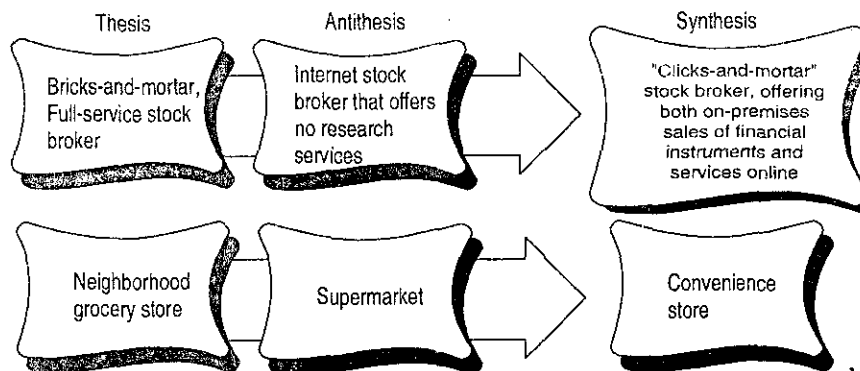 Thesis
Antithesis
Synthesis
Bricks-and-mortar,
Full-service stock
broker
Internet stock
broker that offers
no research
services
"Clicks-and-mortar"
stock broker, offering
both on-premises
sales of financial
instruments and
services online
Neighborhood
grocery store
Supermarket
Convenience
store